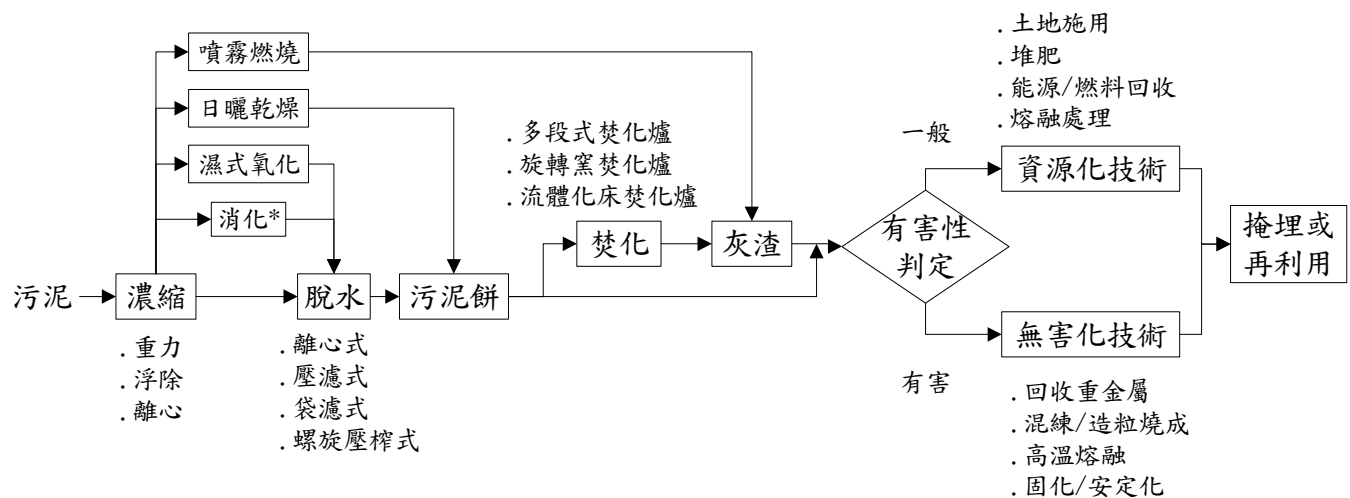 噴霧燃燒
日曬乾燥
濕式氧化
消化*
污泥
濃縮
脫水
污泥餅
.重力
.浮除
.離心
.離心式
.壓濾式
.袋濾式
.螺旋壓榨式
.多段式焚化爐
.旋轉窯焚化爐
.流體化床焚化爐
焚化
灰渣
有害性
判定
一般
有害
.土地施用
.堆肥
.能源/燃料回收
.熔融處理
資源化技術
無害化技術
.回收重金屬
.混練/造粒燒成
.高溫熔融
.固化/安定化
掩埋或
再利用